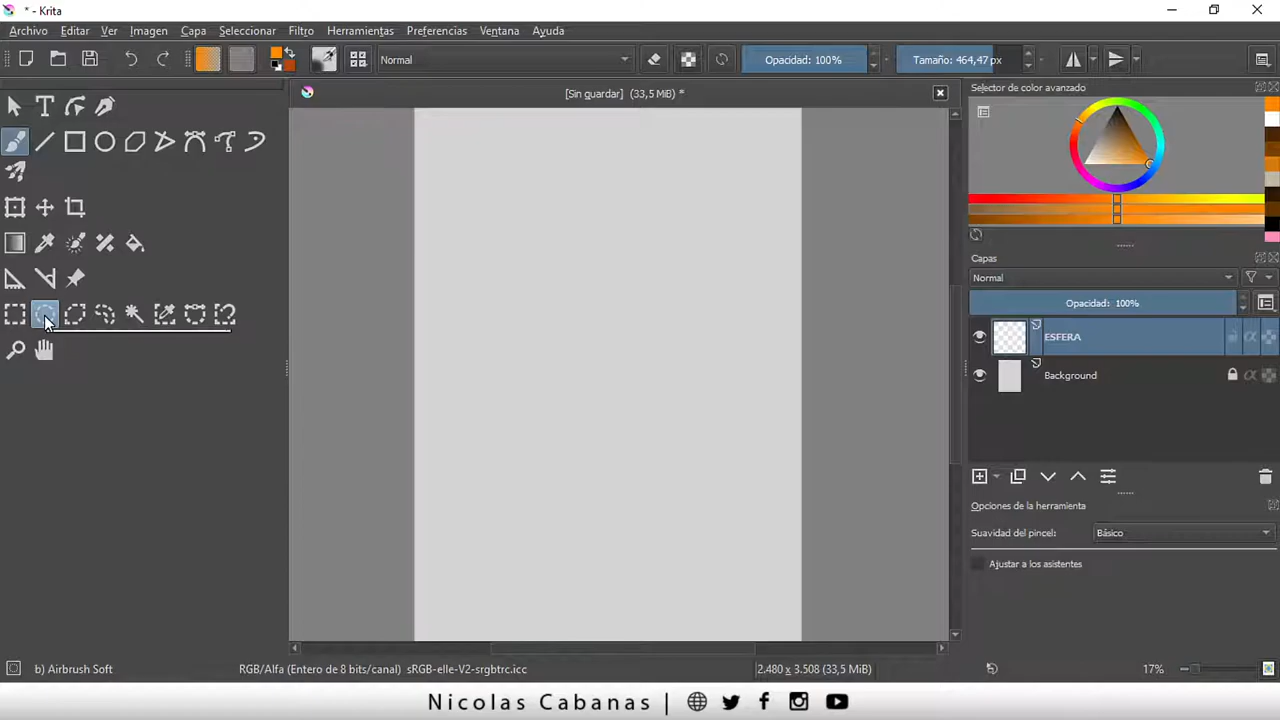 * - Krita
Archivo Editar Ver Imagen Capa Seleccionar Filtro Herramientas Preferencias Ventana Ayuda
Normal Opacidad: 100% Tamaño: 464,47 px
[Sin guardar] (33,5 MiB) *
Selector de color avanzado
Capas
Normal
Opacidad: 100%
ESFERA
Background
Opciones de la herramienta
Suavidad del pincel: Básico
Ajustar a los asistentes
b) Airbrush Soft RGB/Alfa (Entero de 8 bits/canal) sRGB-elle-V2-srgbtrc.icc 2.480 x 3.508 (33,5 MiB) 17%
Nicolas Cabanas |